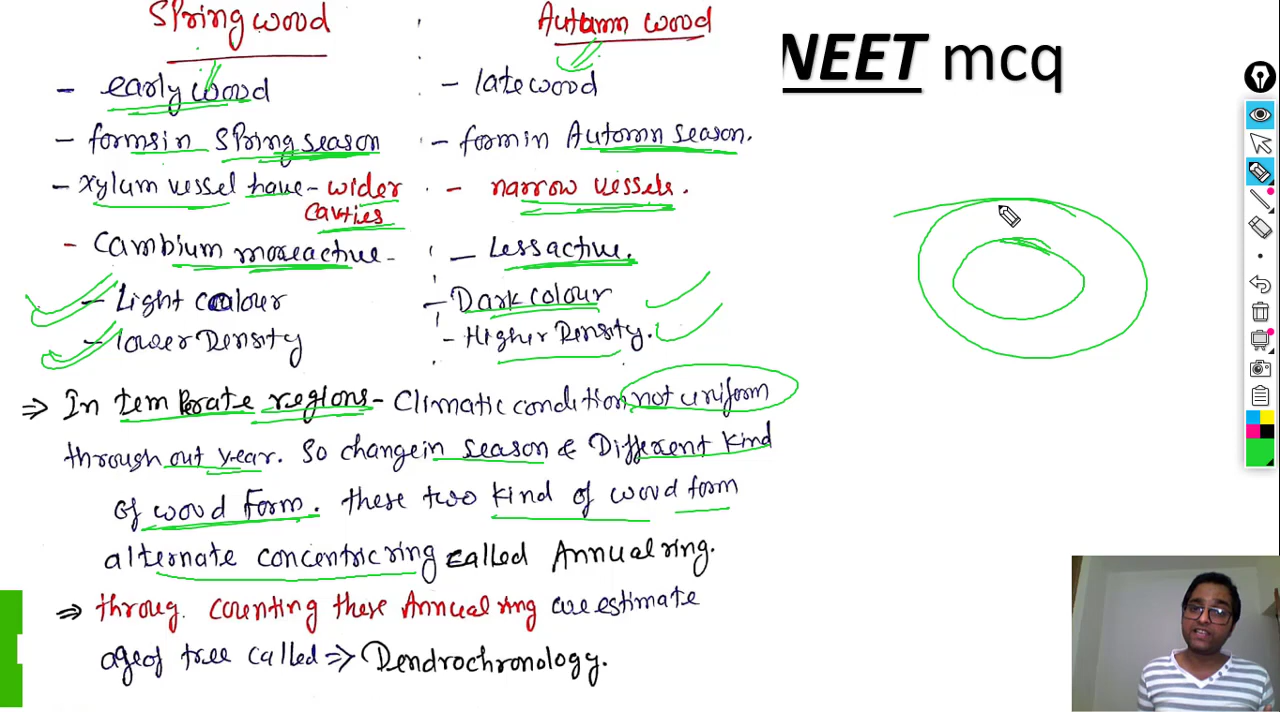 Spring wood
Autumn wood
NEET mcq
- early wood
- late wood
- forms in Spring season
- form in Automn season.
- xylum vessel have - wider
cavties
- narrow vessels.
- Cambium more active -
- Less active.
- Light Calour
- Dark colour
- lower Density
- Higher Density.
⇒ In temperate regions - Climatic condition not uniform
through out year. So change in season & Different kind
of wood Form. these two kind of wood form
alternate concentric ring called Annual ring.
⇒ throug. counting these Annual ring we estimate
age of tree called ⇒ Dendrochronology.